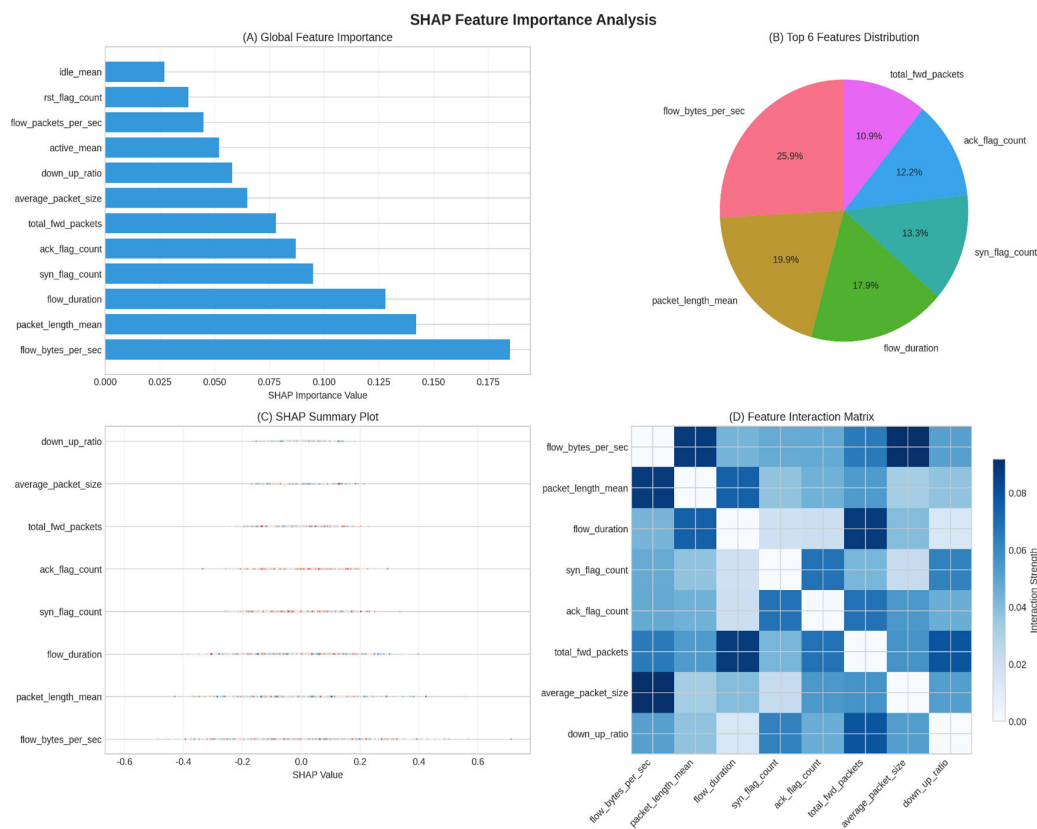 SHAP Feature Importance Analysis
(A) Global Feature Importance
idle_mean
rst_flag_count
flow_packets_per_sec
active_mean
down_up_ratio
average_packet_size
total_fwd_packets
ack_flag_count
syn_flag_count
flow_duration
packet_length_mean
flow_bytes_per_sec
0.000 0.025 0.050 0.075 0.100 0.125 0.150 0.175
SHAP Importance Value
(B) Top 6 Features Distribution
total_fwd_packets
flow_bytes_per_sec
10.9%
ack_flag_count
25.9%
12.2%
13.3%
syn_flag_count
19.9%
packet_length_mean
17.9%
flow_duration
(C) SHAP Summary Plot
down_up_ratio
average_packet_size
total_fwd_packets
ack_flag_count
syn_flag_count
flow_duration
packet_length_mean
flow_bytes_per_sec
-0.6 -0.4 -0.2 0.0 0.2 0.4 0.6
SHAP Value
(D) Feature Interaction Matrix
flow_bytes_per_sec
packet_length_mean
flow_duration
syn_flag_count
ack_flag_count
total_fwd_packets
average_packet_size
down_up_ratio
flow_bytes_per_sec
packet_length_mean
flow_duration
syn_flag_count
ack_flag_count
total_fwd_packets
average_packet_size
down_up_ratio
0.08
0.06
0.04
0.02
0.00
Interaction Strength